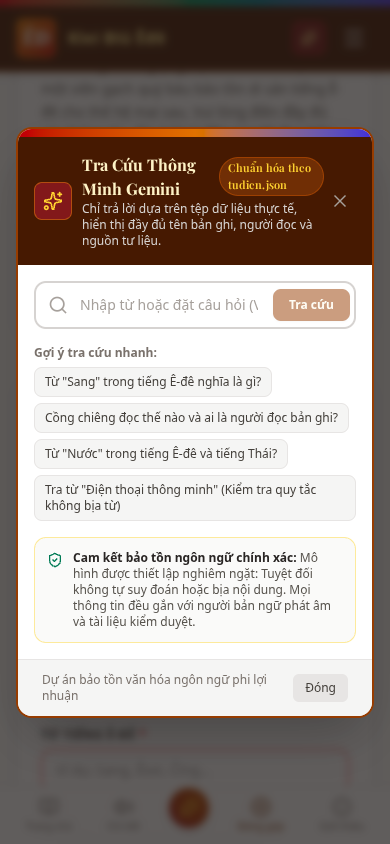 Tra Cứu Thông
Minh Gemini
Chuẩn hóa theo
tudien.json
Chỉ trả lời dựa trên tệp dữ liệu thực tế,
hiển thị đầy đủ tên bản ghi, người đọc và
nguồn tư liệu.
Nhập từ hoặc đặt câu hỏi (\
Tra cứu
Gợi ý tra cứu nhanh:
Từ "Sang" trong tiếng Ê-đê nghĩa là gì?
Cồng chiêng đọc thế nào và ai là người đọc bản ghi?
Từ "Nước" trong tiếng Ê-đê và tiếng Thái?
Tra từ "Điện thoại thông minh" (Kiểm tra quy tắc
không bịa từ)
Cam kết bảo tồn ngôn ngữ chính xác: Mô
hình được thiết lập nghiêm ngặt: Tuyệt đối
không tự suy đoán hoặc bịa nội dung. Mọi
thông tin đều gắn với người bản ngữ phát âm
và tài liệu kiểm duyệt.
Dự án bảo tồn văn hóa ngôn ngữ phi lợi
nhuận
Đóng